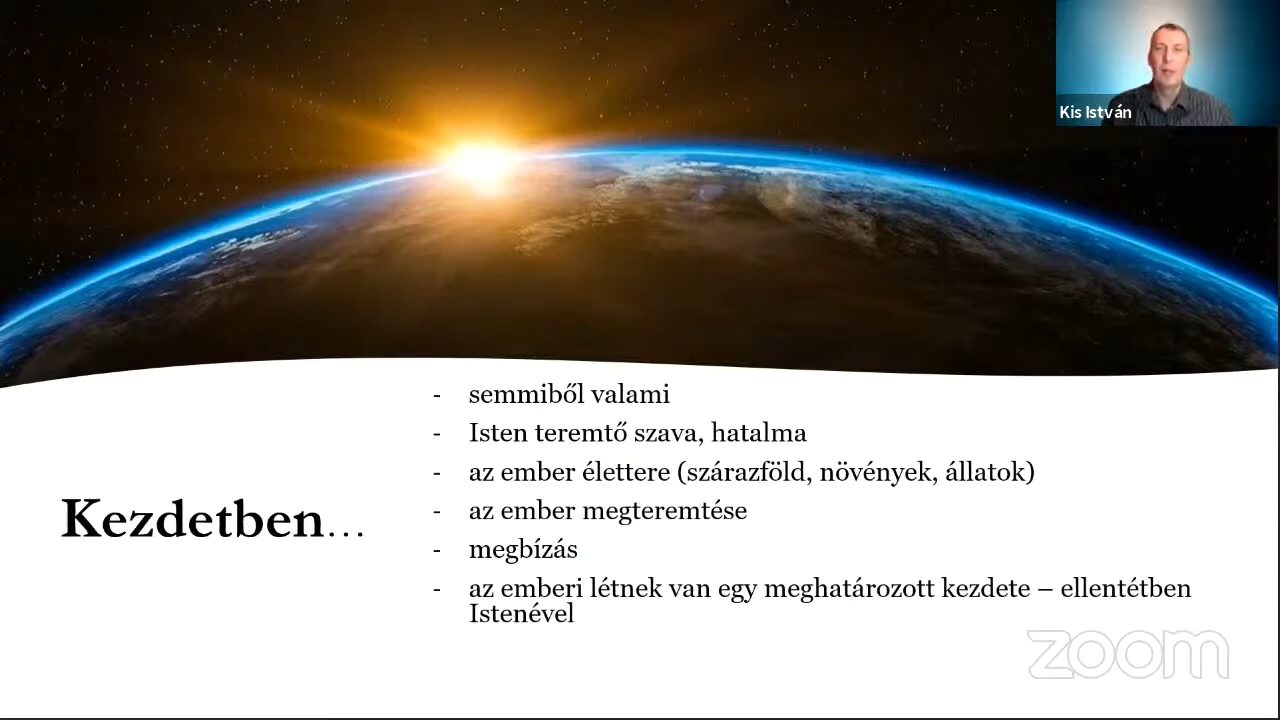 Kis István
Kezdetben...
- semmiből valami
- Isten teremtő szava, hatalma
- az ember élettere (szárazföld, növények, állatok)
- az ember megteremtése
- megbízás
- az emberi létnek van egy meghatározott kezdete – ellentétben
Istenével
zoom